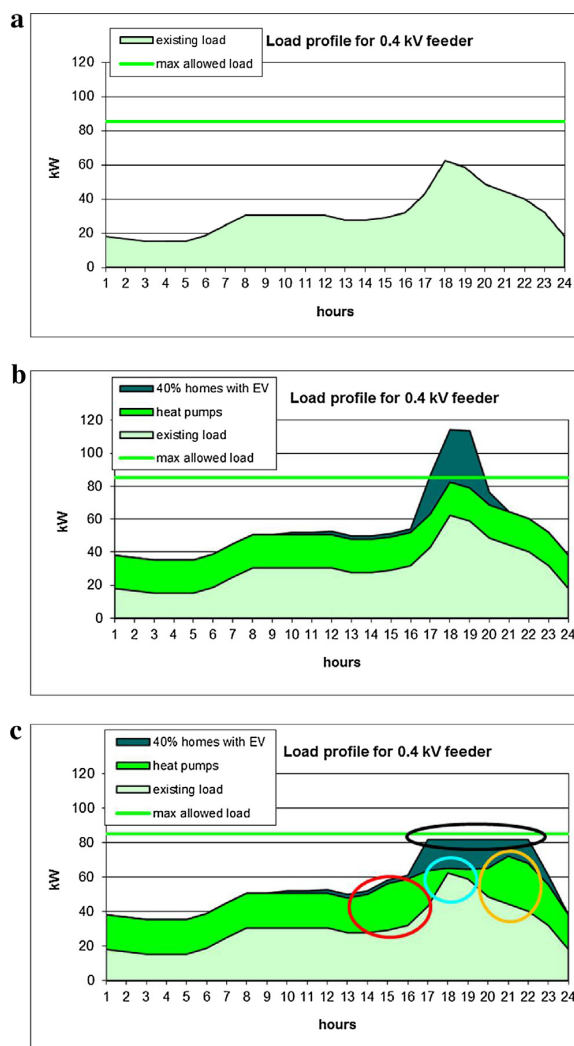 a
existing load
Load profile for 0.4 kV feeder
max allowed load
120
100
80
60
40
20
0
kW
1 2 3 4 5 6 7 8 9 10 11 12 13 14 15 16 17 18 19 20 21 22 23 24
hours
b
40% homes with EV
Load profile for 0.4 kV feeder
heat pumps
existing load
max allowed load
120
100
80
60
40
20
0
kW
1 2 3 4 5 6 7 8 9 10 11 12 13 14 15 16 17 18 19 20 21 22 23 24
hours
c
40% homes with EV
Load profile for 0.4 kV feeder
heat pumps
existing load
max allowed load
120
100
80
60
40
20
0
kW
1 2 3 4 5 6 7 8 9 10 11 12 13 14 15 16 17 18 19 20 21 22 23 24
hours